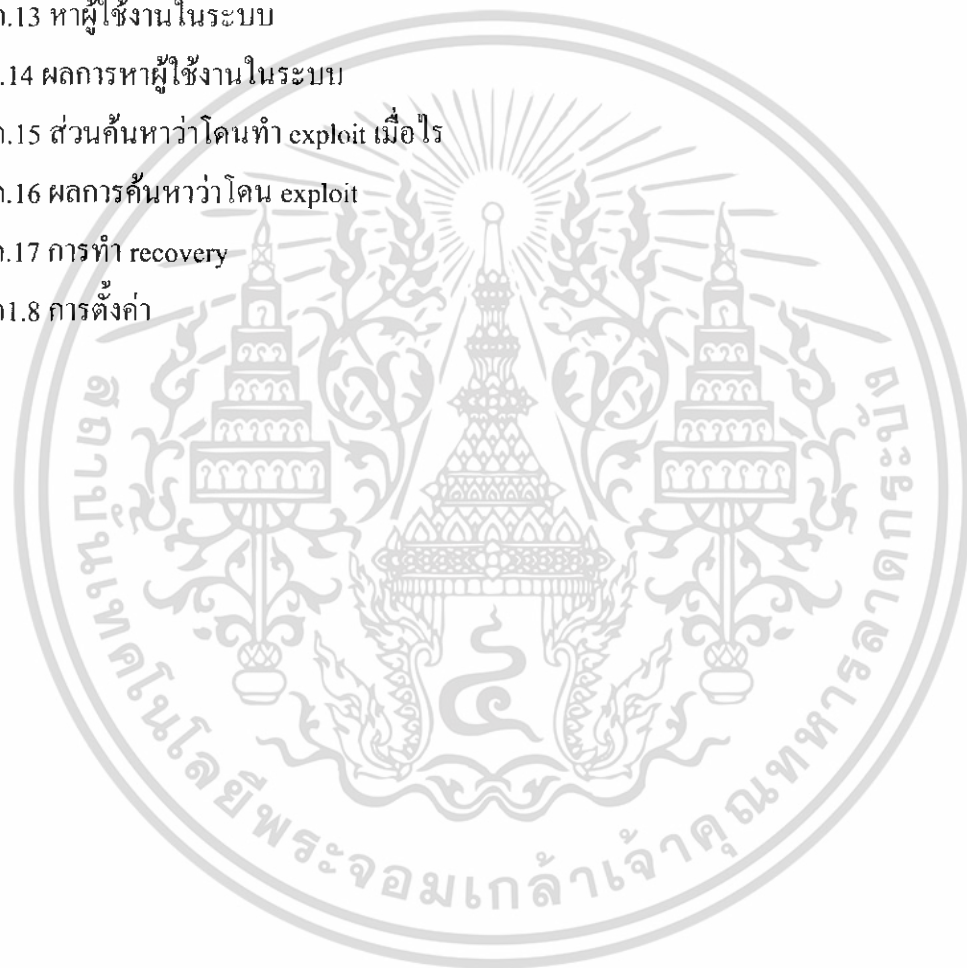 .13 หาผู้ใช้งานในระบบ
.14 ผลการหาผู้ใช้งานในระบบ
.15 ส่วนค้นหาว่าโดนทำ exploit เมื่อไร
.16 ผลการค้นหาว่าโดน exploit
.17 การทำ recovery
1.8 การตั้งค่า
สถาบันเทคโนโลยีพระจอมเกล้าเจ้าคุณทหารลาดกระบัง